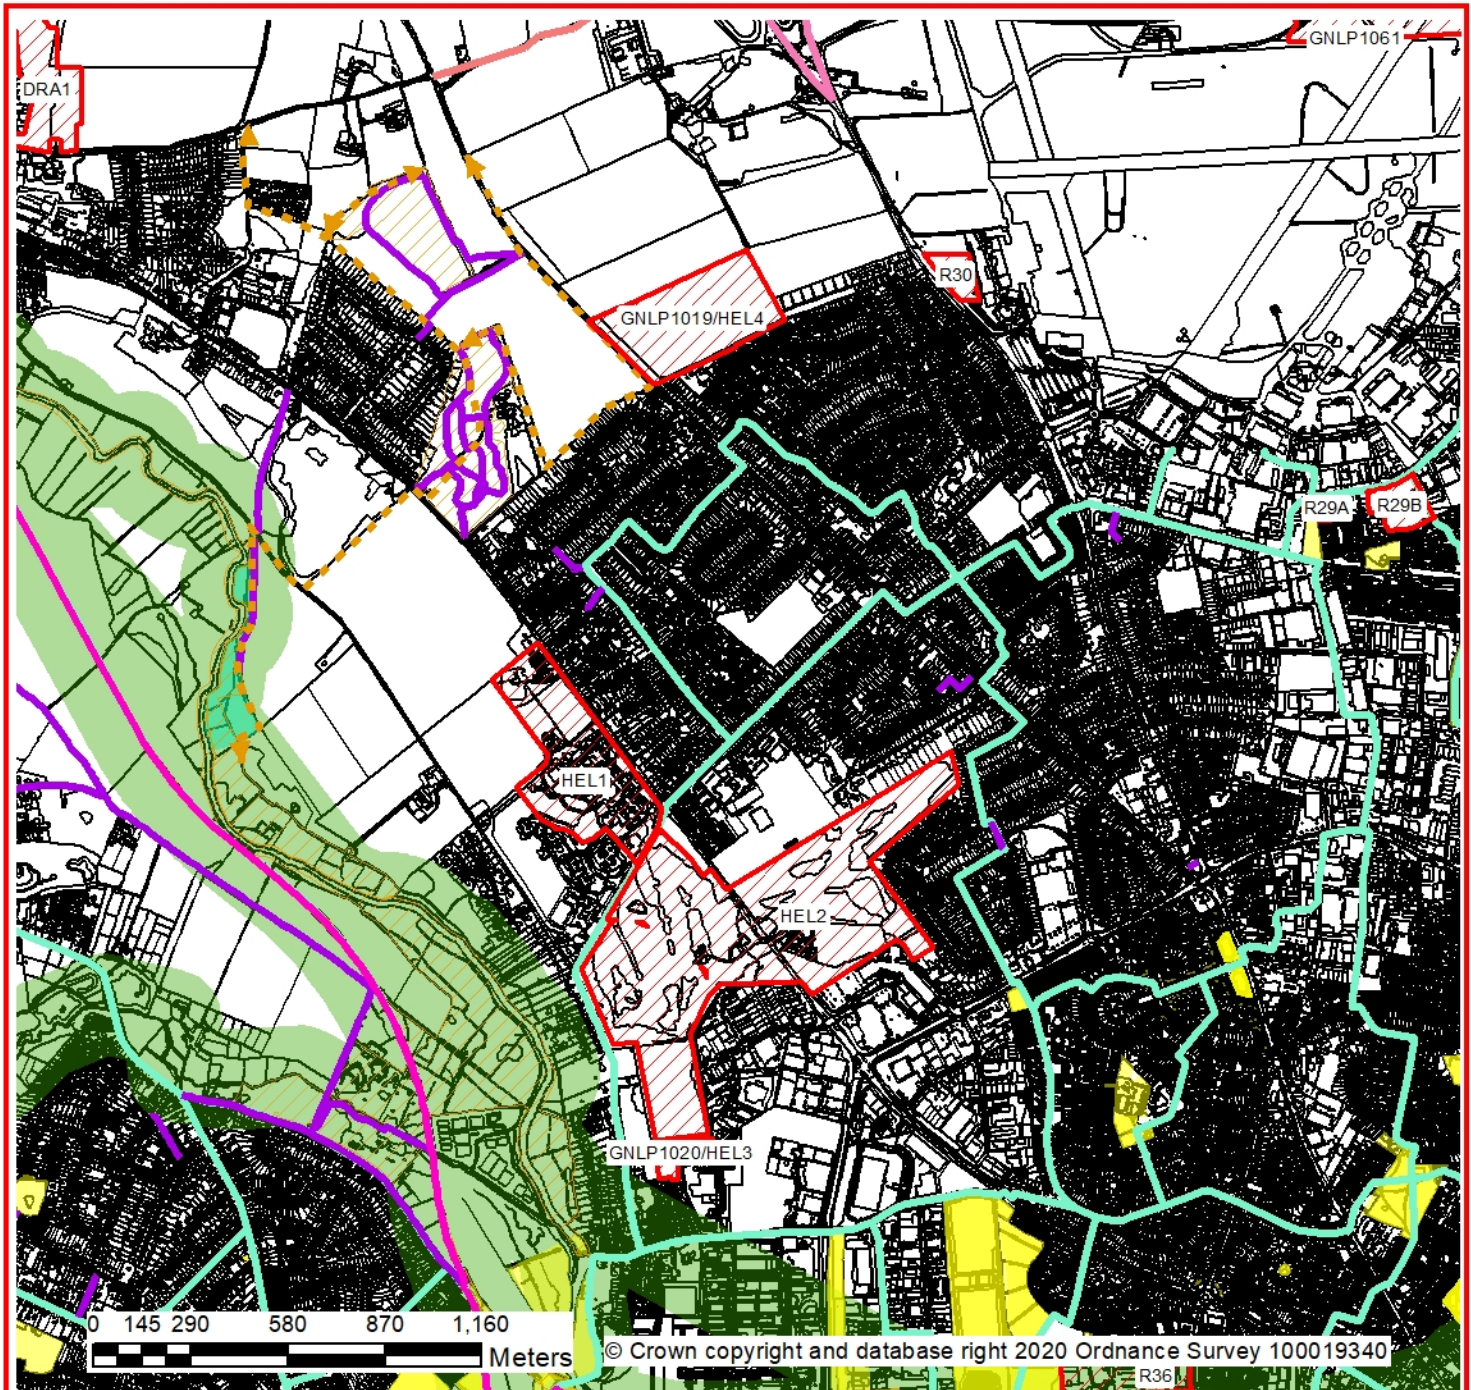 GNLP1061
DRA1
R30
GNLP1019/HEL4
R29A
R29B
HEL1
HEL2
GNLP1020/HEL3
0 145 290 580 870 1,160
Meters
© Crown copyright and database right 2020 Ordnance Survey 100019340
R36